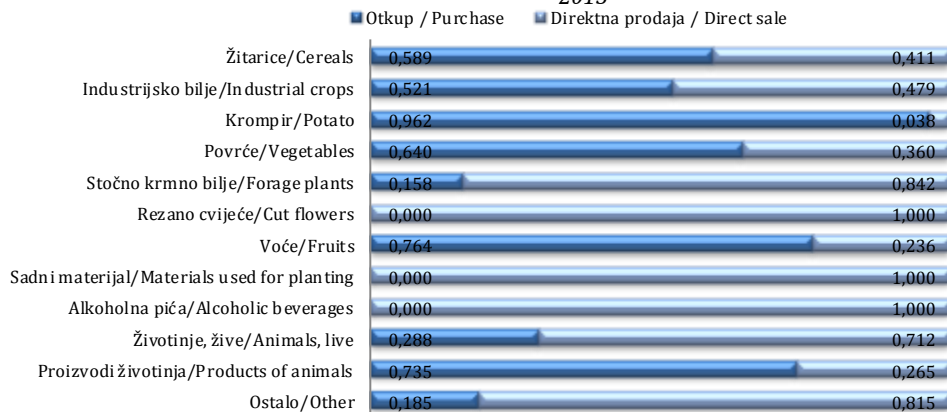 2015
Otkup / Purchase Direktna prodaja / Direct sale
Žitarice/Cereals 0,589 0,411
Industrijsko bilje/Industrial crops 0,521 0,479
Krompir/Potato 0,962 0,038
Povrće/Vegetables 0,640 0,360
Stočno krmno bilje/Forage plants 0,158 0,842
Rezano cvijeće/Cut flowers 0,000 1,000
Voće/Fruits 0,764 0,236
Sadni materijal/Materials used for planting 0,000 1,000
Alkoholna pića/Alcoholic beverages 0,000 1,000
Životinje, žive/Animals, live 0,288 0,712
Proizvodi životinja/Products of animals 0,735 0,265
Ostalo/Other 0,185 0,815